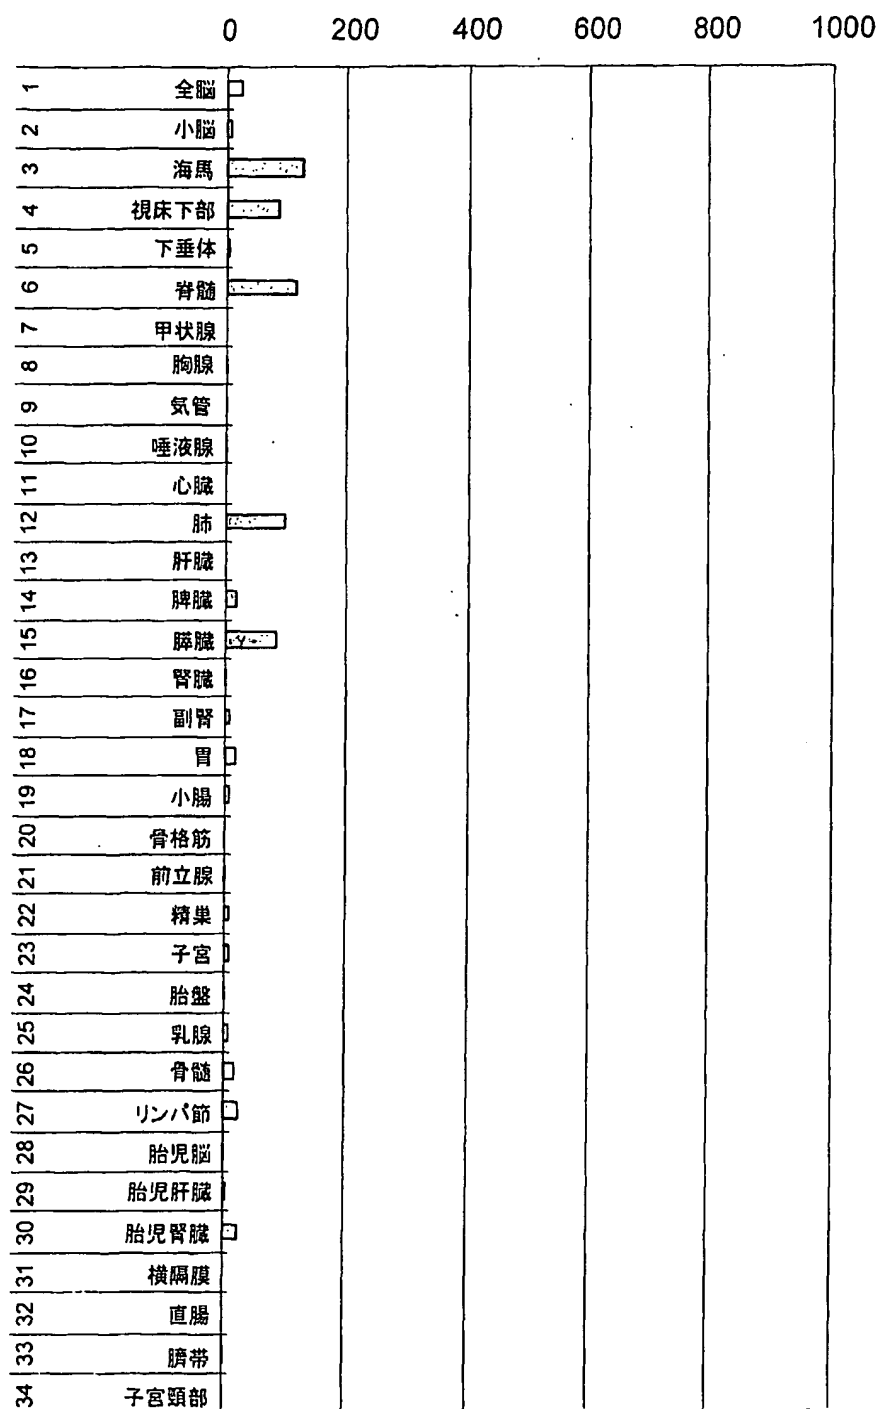 0 200 400 600 800 1000
1 全脳
2 小脳
3 海馬
4 視床下部
5 下垂体
6 脊髄
7 甲状腺
8 胸腺
9 気管
10 唾液腺
11 心臓
12 肺
13 肝臓
14 脾臓
15 膵臓
16 腎臓
17 副腎
18 胃
19 小腸
20 骨格筋
21 前立腺
22 精巣
23 子宮
24 胎盤
25 乳腺
26 骨髄
27 リンパ節
28 胎児脳
29 胎児肝臓
30 胎児腎臓
31 横隔膜
32 直腸
33 臍帯
34 子宮頸部